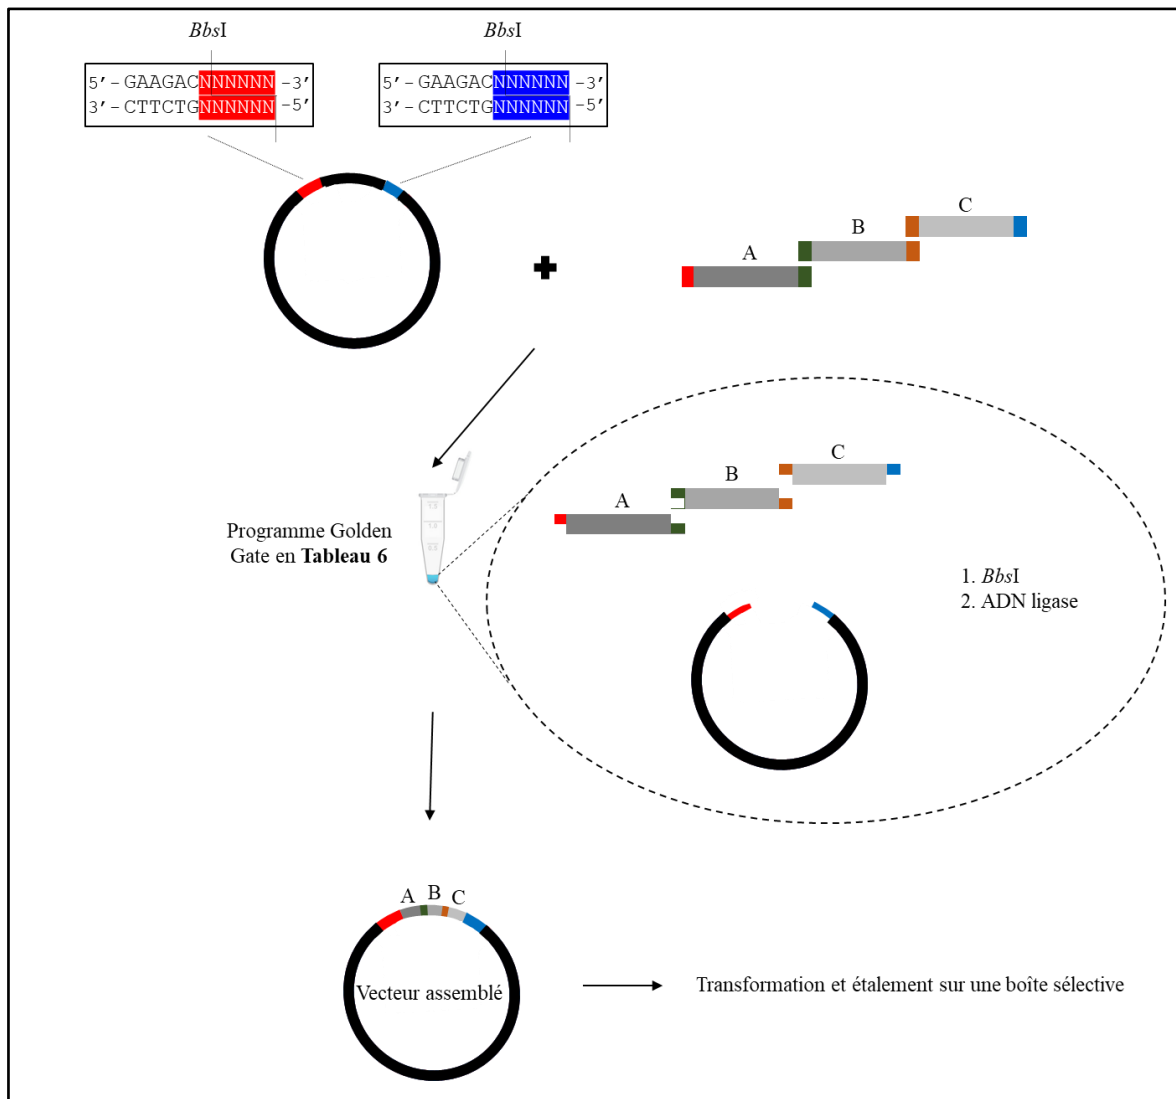 BbsI BbsI
5’-GAAGACNNNNNN-3’ 5’-GAAGACNNNNNN-3’
3’-CTTCTGNNNNNN-5’ 3’-CTTCTGNNNNNN-5’
C
B
A
C
B
A
Programme Golden
Gate en Tableau 6
1. BbsI
2. ADN ligase
A B C
Vecteur assemblé
Transformation et étalement sur une boîte sélective